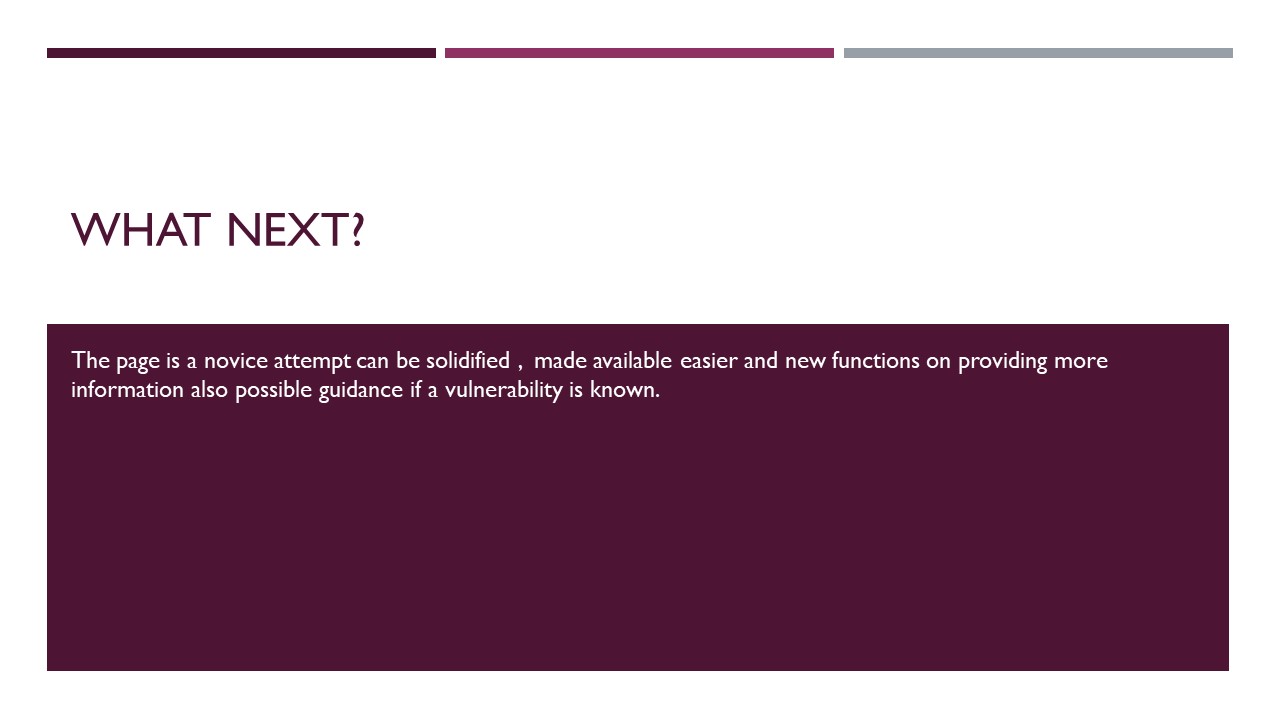 WHAT NEXT?
The page is a novice attempt can be solidified , made available easier and new functions on providing more
information also possible guidance if a vulnerability is known.